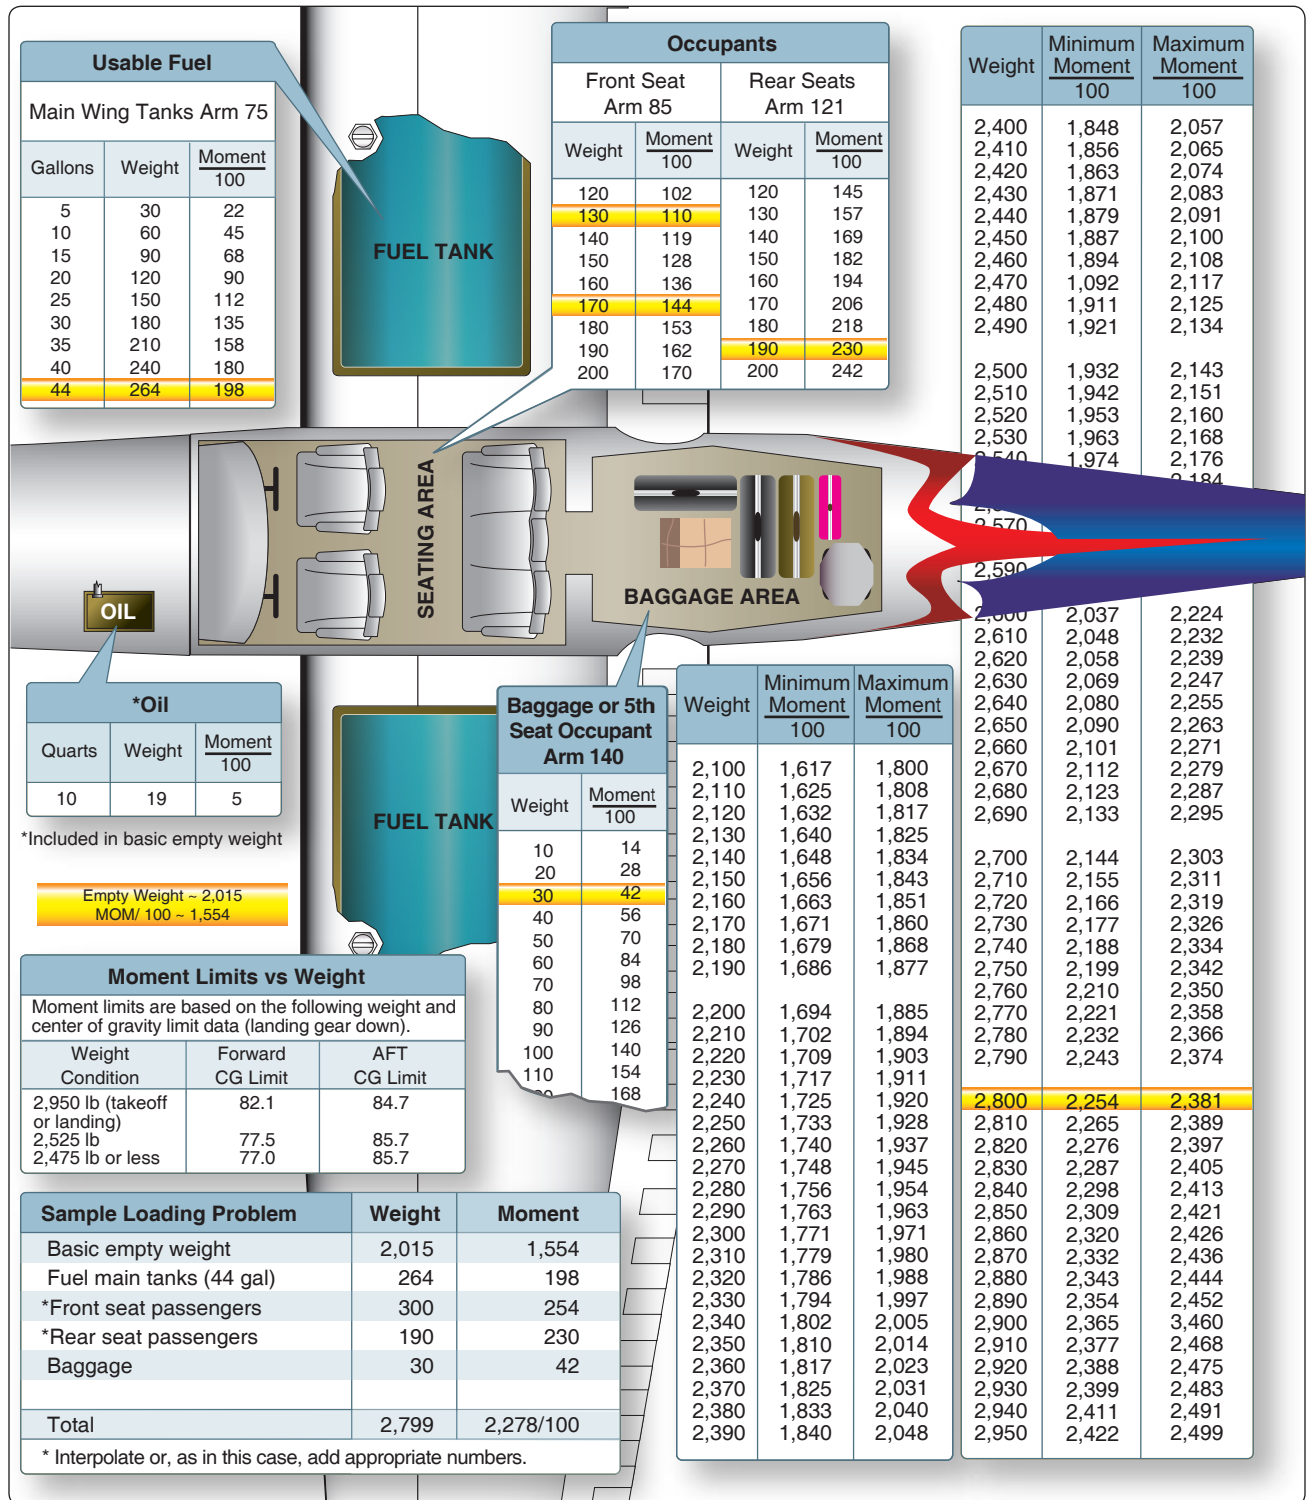 Usable Fuel
Main Wing Tanks Arm 75
Gallons Weight Moment
100
5 30 22
10 60 45
15 90 68
20 120 90
25 150 112
30 180 135
35 210 158
40 240 180
44 264 198
FUEL TANK
Occupants
Front Seat Rear Seats
Arm 85 Arm 121
Weight Moment Weight Moment
100 100
120 102 120 145
130 110 130 157
140 119 140 169
150 128 150 182
160 136 160 194
170 144 170 206
180 153 180 218
190 162 190 230
200 170 200 242
Weight Minimum Maximum
Moment Moment
100 100
2,400 1,848 2,057
2,410 1,856 2,065
2,420 1,863 2,074
2,430 1,871 2,083
2,440 1,879 2,091
2,450 1,887 2,100
2,460 1,894 2,108
2,470 1,092 2,117
2,480 1,911 2,125
2,490 1,921 2,134
2,500 1,932 2,143
2,510 1,942 2,151
2,520 1,953 2,160
2,530 1,963 2,168
2,540 1,974 2,176
2,184
2,570
2,590
2,600 2,037 2,224
2,610 2,048 2,232
2,620 2,058 2,239
2,630 2,069 2,247
2,640 2,080 2,255
2,650 2,090 2,263
2,660 2,101 2,271
2,670 2,112 2,279
2,680 2,123 2,287
2,690 2,133 2,295
2,700 2,144 2,303
2,710 2,155 2,311
2,720 2,166 2,319
2,730 2,177 2,326
2,740 2,188 2,334
2,750 2,199 2,342
2,760 2,210 2,350
2,770 2,221 2,358
2,780 2,232 2,366
2,790 2,243 2,374
2,800 2,254 2,381
2,810 2,265 2,389
2,820 2,276 2,397
2,830 2,287 2,405
2,840 2,298 2,413
2,850 2,309 2,421
2,860 2,320 2,426
2,870 2,332 2,436
2,880 2,343 2,444
2,890 2,354 2,452
2,900 2,365 3,460
2,910 2,377 2,468
2,920 2,388 2,475
2,930 2,399 2,483
2,940 2,411 2,491
2,950 2,422 2,499
SEATING AREA
BAGGAGE AREA
OIL
*Oil
Quarts Weight Moment
100
10 19 5
*Included in basic empty weight
Empty Weight ~ 2,015
MOM/ 100 ~ 1,554
FUEL TANK
Baggage or 5th
Seat Occupant
Arm 140
Weight Moment
100
10 14
20 28
30 42
40 56
50 70
60 84
70 98
80 112
90 126
100 140
110 154
168
Weight Minimum Maximum
Moment Moment
100 100
2,100 1,617 1,800
2,110 1,625 1,808
2,120 1,632 1,817
2,130 1,640 1,825
2,140 1,648 1,834
2,150 1,656 1,843
2,160 1,663 1,851
2,170 1,671 1,860
2,180 1,679 1,868
2,190 1,686 1,877
2,200 1,694 1,885
2,210 1,702 1,894
2,220 1,709 1,903
2,230 1,717 1,911
2,240 1,725 1,920
2,250 1,733 1,928
2,260 1,740 1,937
2,270 1,748 1,945
2,280 1,756 1,954
2,290 1,763 1,963
2,300 1,771 1,971
2,310 1,779 1,980
2,320 1,786 1,988
2,330 1,794 1,997
2,340 1,802 2,005
2,350 1,810 2,014
2,360 1,817 2,023
2,370 1,825 2,031
2,380 1,833 2,040
2,390 1,840 2,048
Moment Limits vs Weight
Moment limits are based on the following weight and
center of gravity limit data (landing gear down).
Weight Forward AFT
Condition CG Limit CG Limit
2,950 lb (takeoff 82.1 84.7
or landing)
2,525 lb 77.5 85.7
2,475 lb or less 77.0 85.7
Sample Loading Problem Weight Moment
Basic empty weight 2,015 1,554
Fuel main tanks (44 gal) 264 198
*Front seat passengers 300 254
*Rear seat passengers 190 230
Baggage 30 42
Total 2,799 2,278/100
* Interpolate or, as in this case, add appropriate numbers.